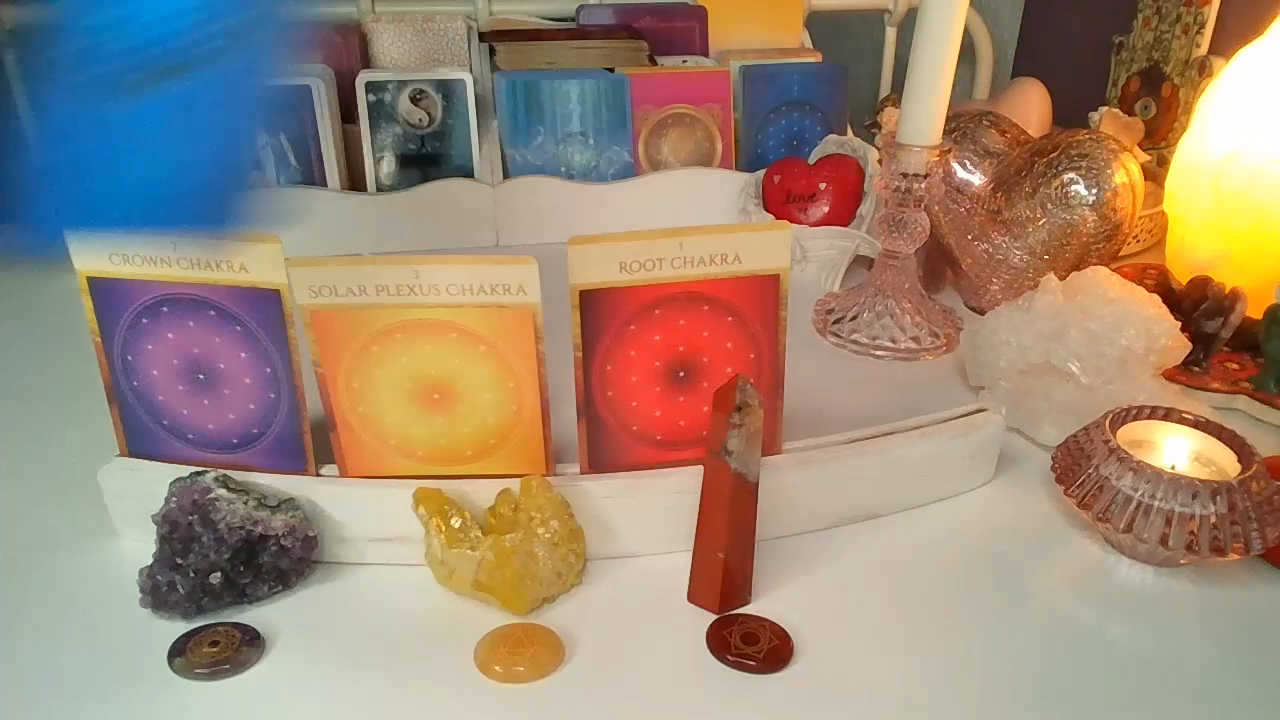 7
CROWN CHAKRA
3
SOLAR PLEXUS CHAKRA
1
ROOT CHAKRA
love